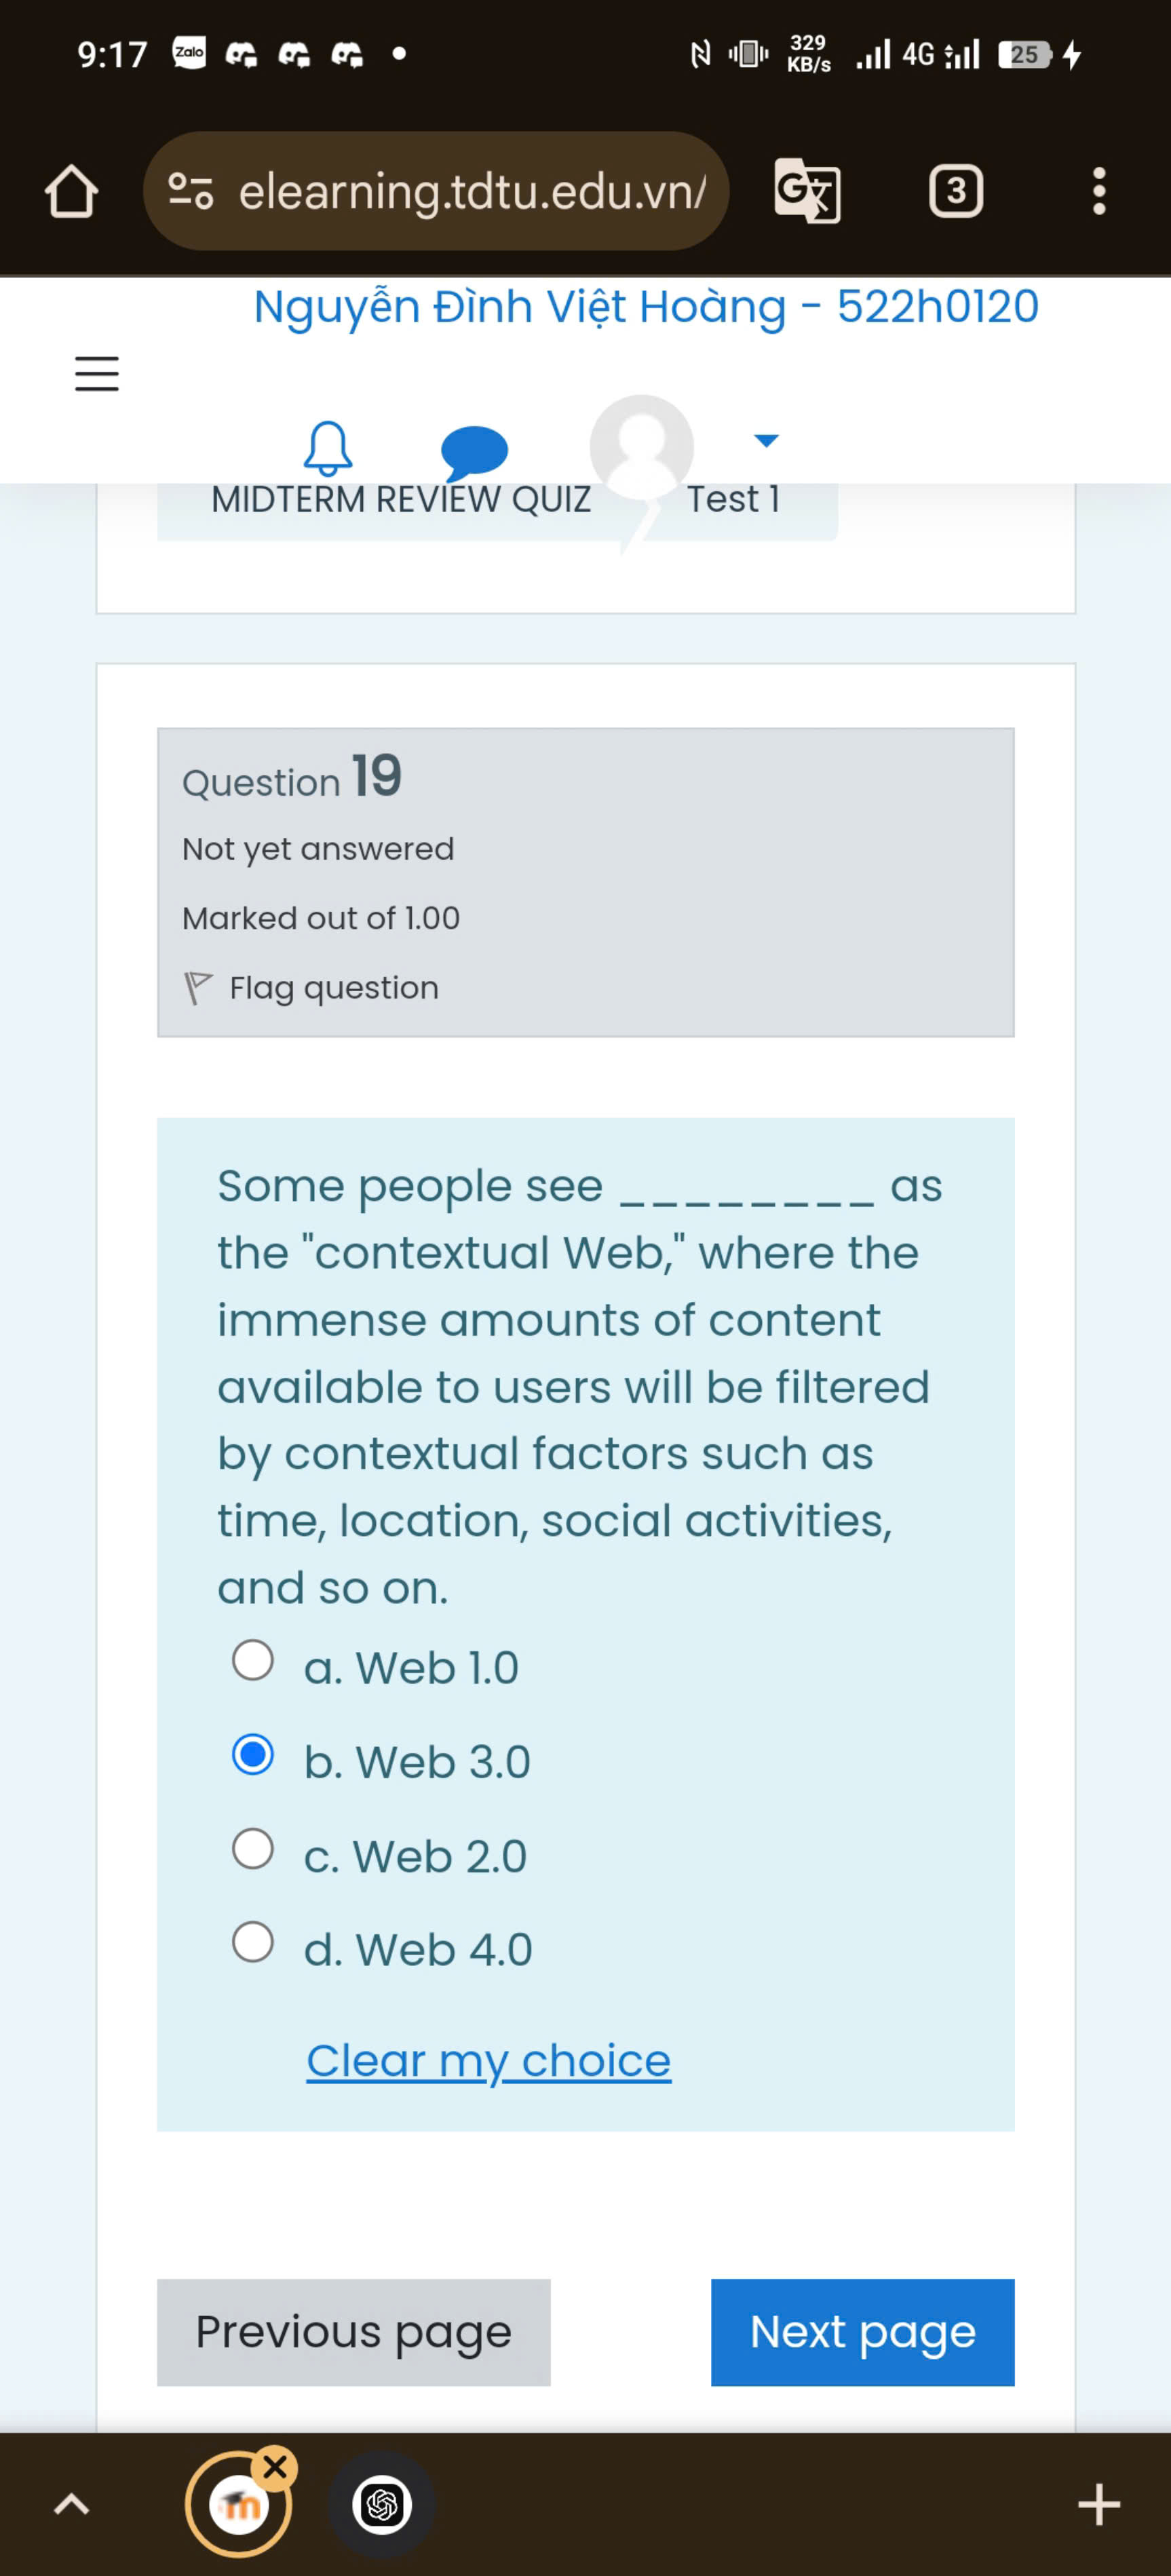 9:17 Zalo 329 KB/s 4G 25
elearning.tdtu.edu.vn/ 3
Nguyễn Đình Việt Hoàng - 522h0120
MIDTERM REVIEW QUIZ Test 1
Question 19
Not yet answered
Marked out of 1.00
Flag question
Some people see ________ as
the "contextual Web," where the
immense amounts of content
available to users will be filtered
by contextual factors such as
time, location, social activities,
and so on.
a. Web 1.0
b. Web 3.0
c. Web 2.0
d. Web 4.0
Clear my choice
Previous page Next page